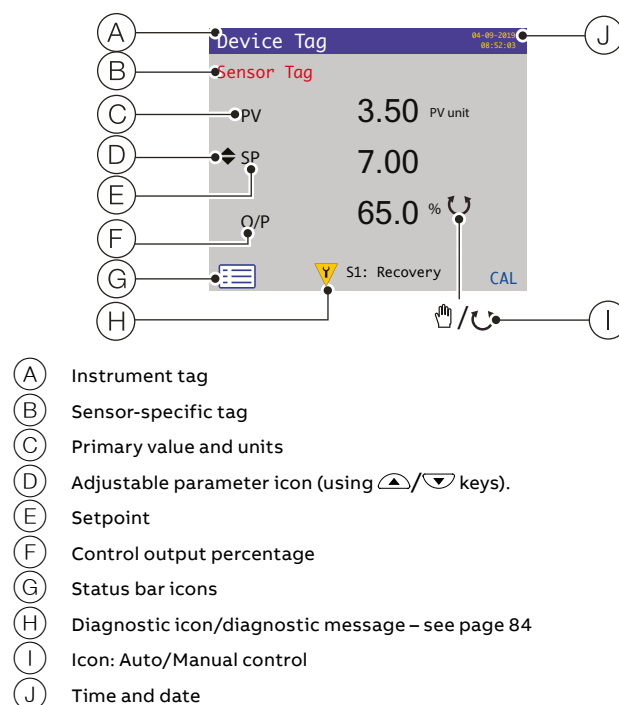 A
Device Tag
04-09-2019
08:52:03
J
B
Sensor Tag
C
PV
3.50 PV unit
D
SP
7.00
E
O/P
65.0 %
F
G
S1: Recovery
CAL
H
/
I
A Instrument tag
B Sensor-specific tag
C Primary value and units
D Adjustable parameter icon (using / keys).
E Setpoint
F Control output percentage
G Status bar icons
H Diagnostic icon/diagnostic message – see page 84
I Icon: Auto/Manual control
J Time and date